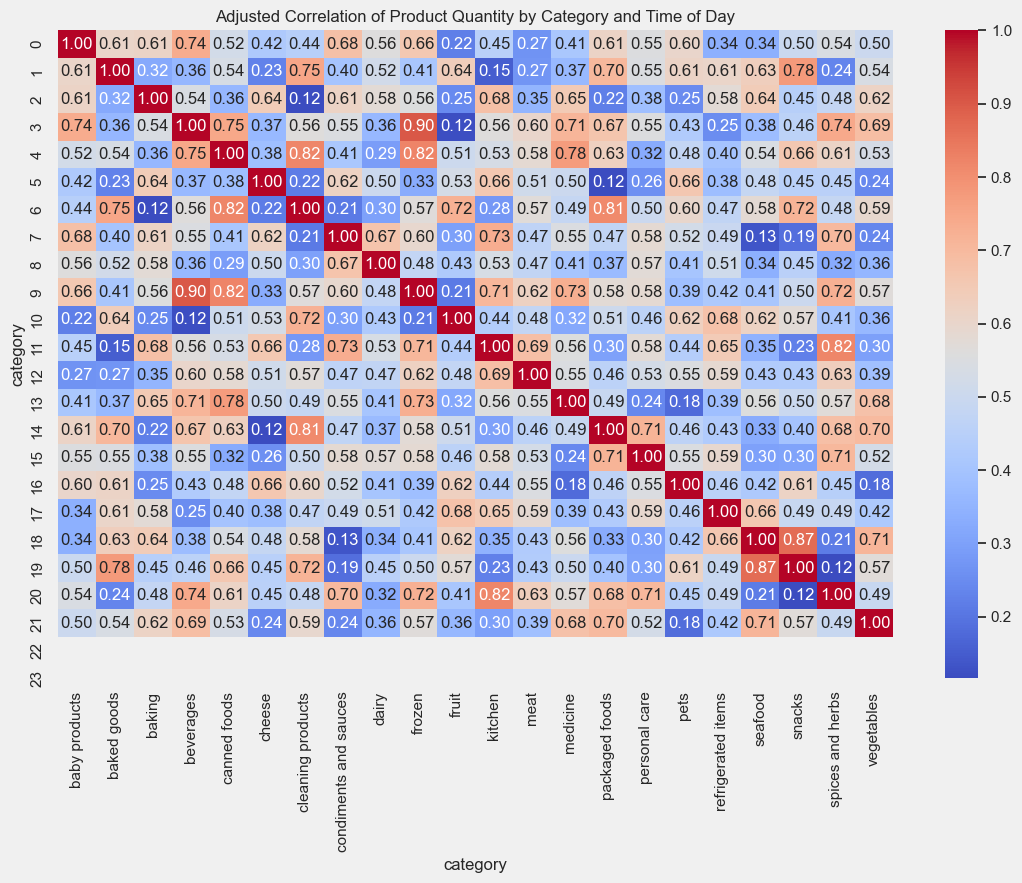 Adjusted Correlation of Product Quantity by Category and Time of Day
0 1.00 0.61 0.61 0.74 0.52 0.42 0.44 0.68 0.56 0.66 0.22 0.45 0.27 0.41 0.61 0.55 0.60 0.34 0.34 0.50 0.54 0.50
1 0.61 1.00 0.32 0.36 0.54 0.23 0.75 0.40 0.52 0.41 0.64 0.15 0.27 0.37 0.70 0.55 0.61 0.61 0.63 0.78 0.24 0.54
2 0.61 0.32 1.00 0.54 0.36 0.64 0.12 0.61 0.58 0.56 0.25 0.68 0.35 0.65 0.22 0.38 0.25 0.58 0.64 0.45 0.48 0.62
3 0.74 0.36 0.54 1.00 0.75 0.37 0.56 0.55 0.36 0.90 0.12 0.56 0.60 0.71 0.67 0.55 0.43 0.25 0.38 0.46 0.74 0.69
4 0.52 0.54 0.36 0.75 1.00 0.38 0.82 0.41 0.29 0.82 0.51 0.53 0.58 0.78 0.63 0.32 0.48 0.40 0.54 0.66 0.61 0.53
5 0.42 0.23 0.64 0.37 0.38 1.00 0.22 0.62 0.50 0.33 0.53 0.66 0.51 0.50 0.12 0.26 0.66 0.38 0.48 0.45 0.45 0.24
6 0.44 0.75 0.12 0.56 0.82 0.22 1.00 0.21 0.30 0.57 0.72 0.28 0.57 0.49 0.81 0.50 0.60 0.47 0.58 0.72 0.48 0.59
7 0.68 0.40 0.61 0.55 0.41 0.62 0.21 1.00 0.67 0.60 0.30 0.73 0.47 0.55 0.47 0.58 0.52 0.49 0.13 0.19 0.70 0.24
8 0.56 0.52 0.58 0.36 0.29 0.50 0.30 0.67 1.00 0.48 0.43 0.53 0.47 0.41 0.37 0.57 0.41 0.51 0.34 0.45 0.32 0.36
9 0.66 0.41 0.56 0.90 0.82 0.33 0.57 0.60 0.48 1.00 0.21 0.71 0.62 0.73 0.58 0.58 0.39 0.42 0.41 0.50 0.72 0.57
10 0.22 0.64 0.25 0.12 0.51 0.53 0.72 0.30 0.43 0.21 1.00 0.44 0.48 0.32 0.51 0.46 0.62 0.68 0.62 0.57 0.41 0.36
11 0.45 0.15 0.68 0.56 0.53 0.66 0.28 0.73 0.53 0.71 0.44 1.00 0.69 0.56 0.30 0.58 0.44 0.65 0.35 0.23 0.82 0.30
12 0.27 0.27 0.35 0.60 0.58 0.51 0.57 0.47 0.47 0.62 0.48 0.69 1.00 0.55 0.46 0.53 0.55 0.59 0.43 0.43 0.63 0.39
13 0.41 0.37 0.65 0.71 0.78 0.50 0.49 0.55 0.41 0.73 0.32 0.56 0.55 1.00 0.49 0.24 0.18 0.39 0.56 0.50 0.57 0.68
14 0.61 0.70 0.22 0.67 0.63 0.12 0.81 0.47 0.37 0.58 0.51 0.30 0.46 0.49 1.00 0.71 0.46 0.43 0.33 0.40 0.68 0.70
15 0.55 0.55 0.38 0.55 0.32 0.26 0.50 0.58 0.57 0.58 0.46 0.58 0.53 0.24 0.71 1.00 0.55 0.59 0.30 0.30 0.71 0.52
16 0.60 0.61 0.25 0.43 0.48 0.66 0.60 0.52 0.41 0.39 0.62 0.44 0.55 0.18 0.46 0.55 1.00 0.46 0.42 0.61 0.45 0.18
17 0.34 0.61 0.58 0.25 0.40 0.38 0.47 0.49 0.51 0.42 0.68 0.65 0.59 0.39 0.43 0.59 0.46 1.00 0.66 0.49 0.49 0.42
18 0.34 0.63 0.64 0.38 0.54 0.48 0.58 0.13 0.34 0.41 0.62 0.35 0.43 0.56 0.33 0.30 0.42 0.66 1.00 0.87 0.21 0.71
19 0.50 0.78 0.45 0.46 0.66 0.45 0.72 0.19 0.45 0.50 0.57 0.23 0.43 0.50 0.40 0.30 0.61 0.49 0.87 1.00 0.12 0.57
20 0.54 0.24 0.48 0.74 0.61 0.45 0.48 0.70 0.32 0.72 0.41 0.82 0.63 0.57 0.68 0.71 0.45 0.49 0.21 0.12 1.00 0.49
21 0.50 0.54 0.62 0.69 0.53 0.24 0.59 0.24 0.36 0.57 0.36 0.30 0.39 0.68 0.70 0.52 0.18 0.42 0.71 0.57 0.49 1.00
22
23
category
baby products
baked goods
baking
beverages
canned foods
cheese
cleaning products
condiments and sauces
dairy
frozen
fruit
kitchen
meat
medicine
packaged foods
personal care
pets
refrigerated items
seafood
snacks
spices and herbs
vegetables
category
1.0
0.9
0.8
0.7
0.6
0.5
0.4
0.3
0.2